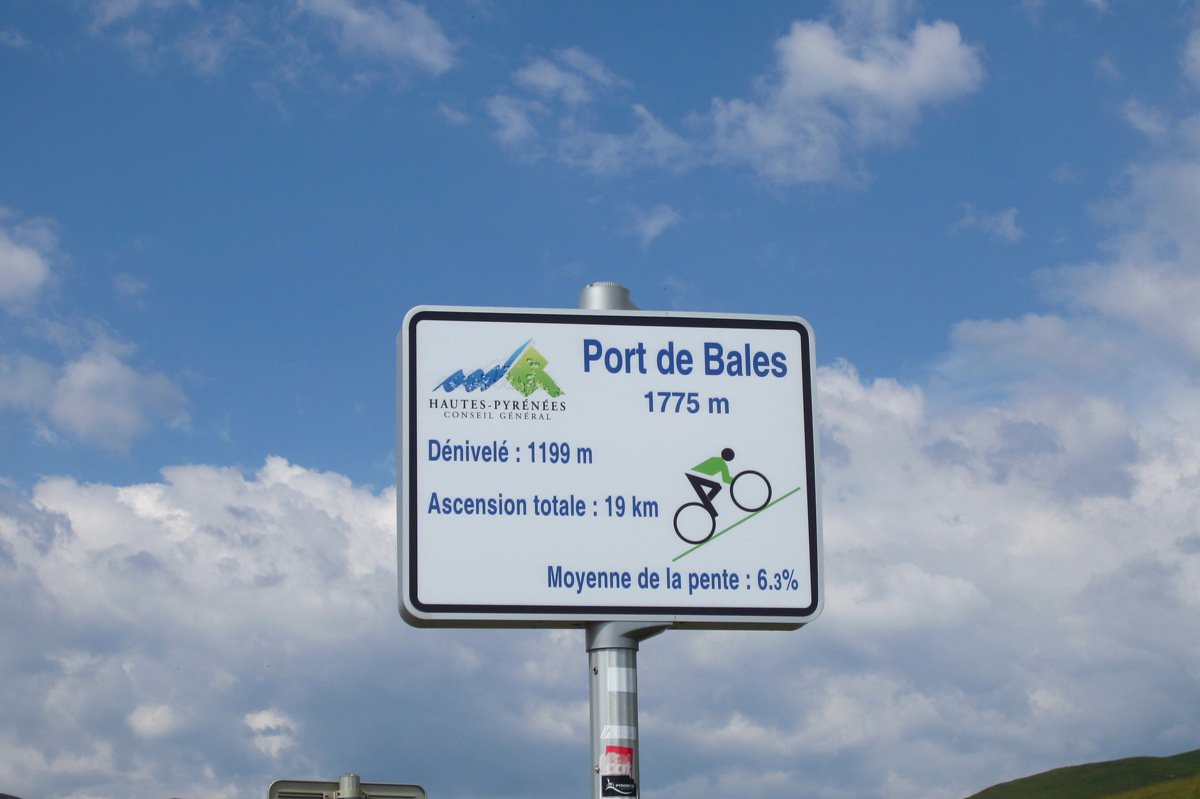 Port de Bales
1775 m
HAUTES-PYRÉNÉES
CONSEIL GÉNÉRAL
Dénivelé : 1199 m
Ascension totale : 19 km
Moyenne de la pente : 6.3%